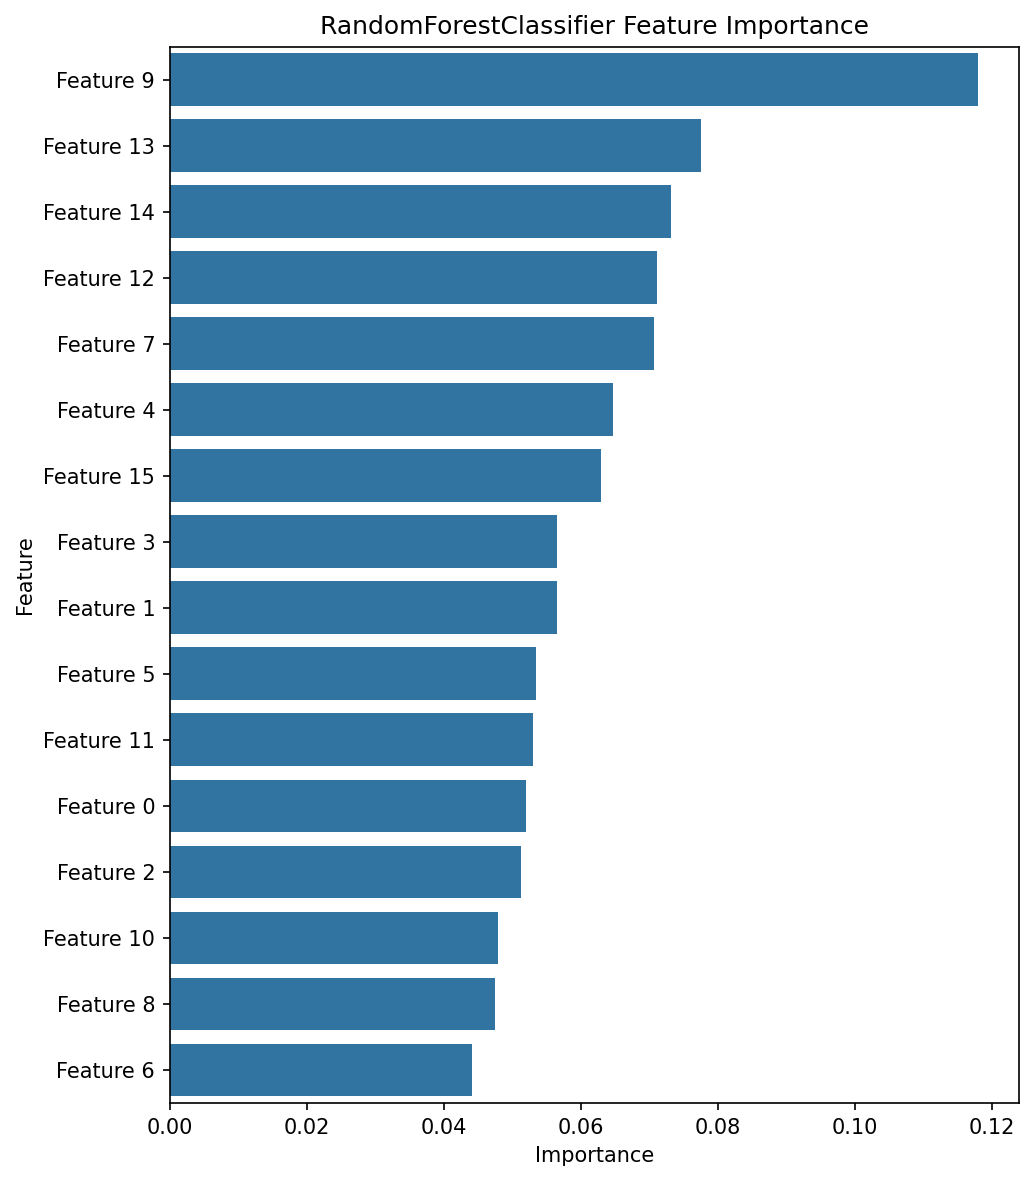 RandomForestClassifier Feature Importance
Feature 9
Feature 13
Feature 14
Feature 12
Feature 7
Feature 4
Feature 15
Feature 3
Feature 1
Feature 5
Feature 11
Feature 0
Feature 2
Feature 10
Feature 8
Feature 6
Feature
0.00 0.02 0.04 0.06 0.08 0.10 0.12
Importance